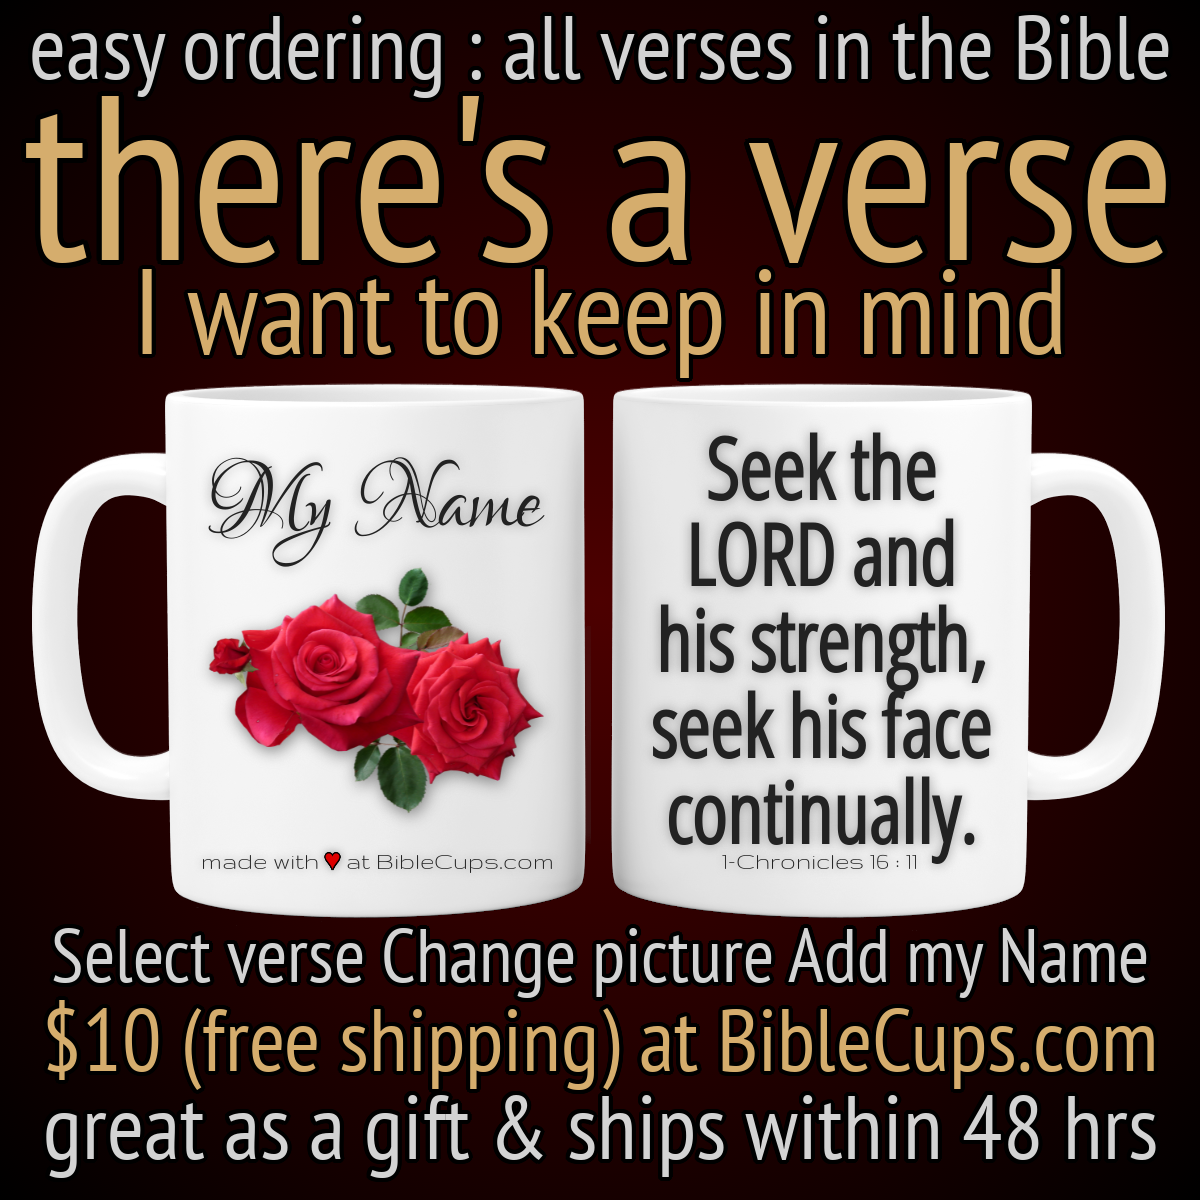 easy ordering : all verses in the Bible
there's a verse
I want to keep in mind
My Name
made with at BibleCups.com
Seek the
LORD and
his strength,
seek his face
continually.
1-Chronicles 16 : 11
Select verse Change picture Add my Name
$10 (free shipping) at BibleCups.com
great as a gift & ships within 48 hrs